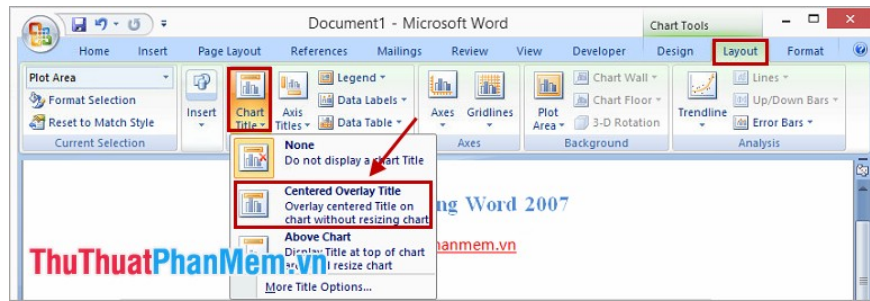 Document1 - Microsoft Word
Chart Tools
Home Insert Page Layout References Mailings Review View Developer Design Layout Format
Plot Area
Format Selection
Reset to Match Style
Current Selection
Insert
Chart Title
Axis Titles
Legend
Data Labels
Data Table
Axes
Gridlines
Axes
Plot Area
Chart Wall
Chart Floor
3-D Rotation
Background
Trendline
Lines
Up/Down Bars
Error Bars
Analysis
None
Do not display a chart Title
Centered Overlay Title
Overlay centered Title on
chart without resizing chart
Above Chart
Display Title at top of chart
resize chart
More Title Options...
ng Word 2007
hanmem.vn
ThuThuatPhanMem.vn